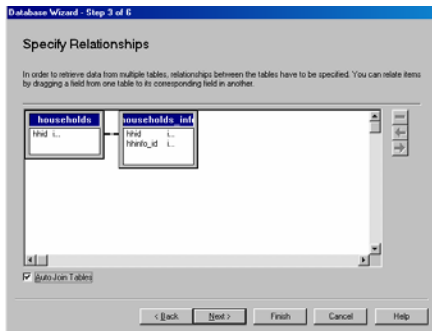 Database Wizard - Step 3 of 6
Specify Relationships
In order to retrieve data from multiple tables, relationships between the tables have to be specified. You can relate items
by dragging a field from one table to its corresponding field in another.
households
hhid i...
households_info
hhid i...
hhinfo_id i...
Auto Join Tables
< Back
Next >
Finish
Cancel
Help